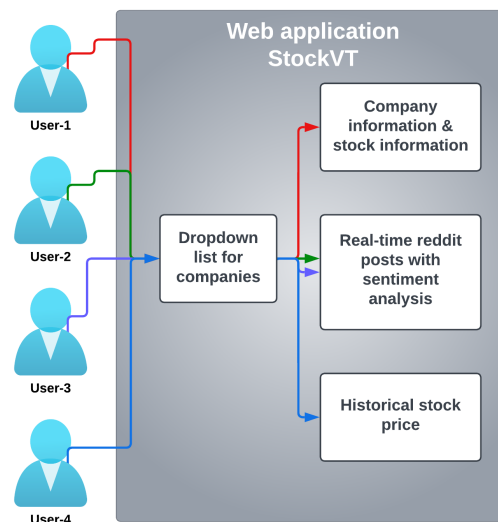 Web application
StockVT
User-1
Company
information &
stock information
User-2
Dropdown
list for
companies
Real-time reddit
posts with
sentiment
analysis
User-3
Historical stock
price
User-4